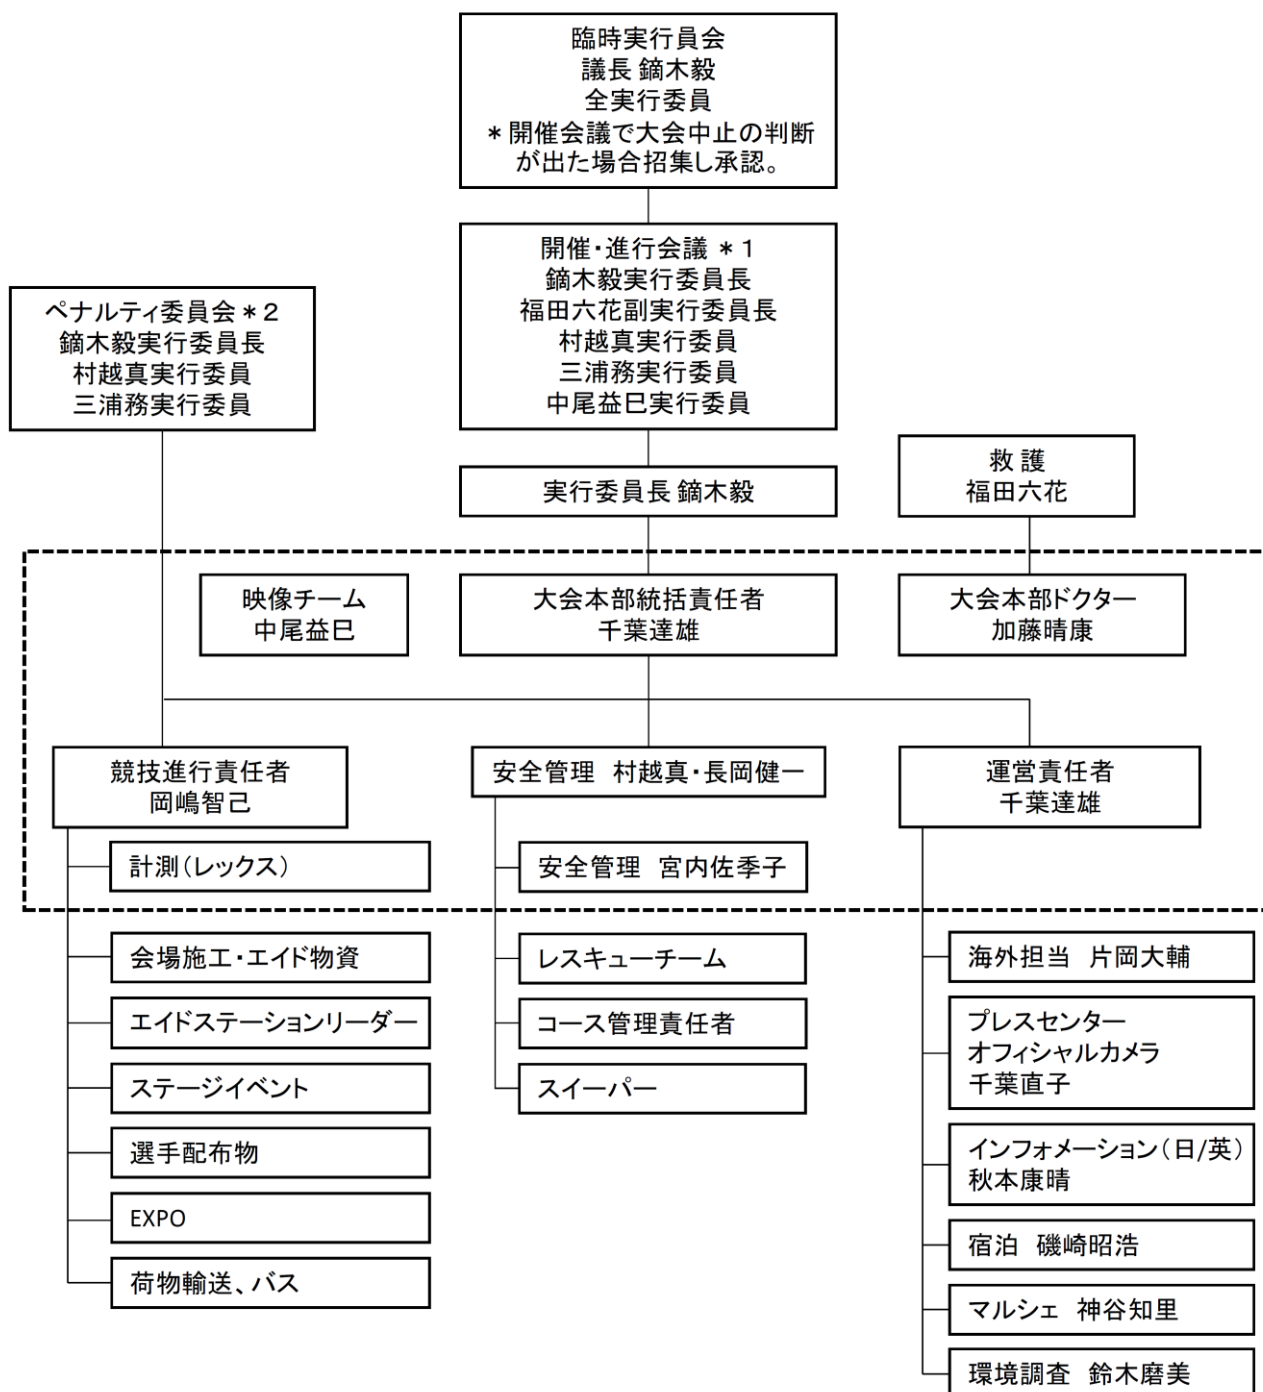 臨時実行員会
議長 鏑木毅
全実行委員
＊開催会議で大会中止の判断
が出た場合招集し承認。
開催・進行会議 ＊１
鏑木毅実行委員長
福田六花副実行委員長
村越真実行委員
三浦務実行委員
中尾益巳実行委員
ペナルティ委員会＊２
鏑木毅実行委員長
村越真実行委員
三浦務実行委員
実行委員長 鏑木毅
救 護
福田六花
映像チーム
中尾益巳
大会本部統括責任者
千葉達雄
大会本部ドクター
加藤晴康
競技進行責任者
岡嶋智己
安全管理　村越真・長岡健一
運営責任者
千葉達雄
計測（レックス）
安全管理　宮内佐季子
会場施工・エイド物資
エイドステーションリーダー
ステージイベント
選手配布物
EXPO
荷物輸送、バス
レスキューチーム
コース管理責任者
スイーパー
海外担当　片岡大輔
プレスセンター
オフィシャルカメラ
千葉直子
インフォメーション（日/英）
秋本康晴
宿泊　磯崎昭浩
マルシェ　神谷知里
環境調査　鈴木磨美